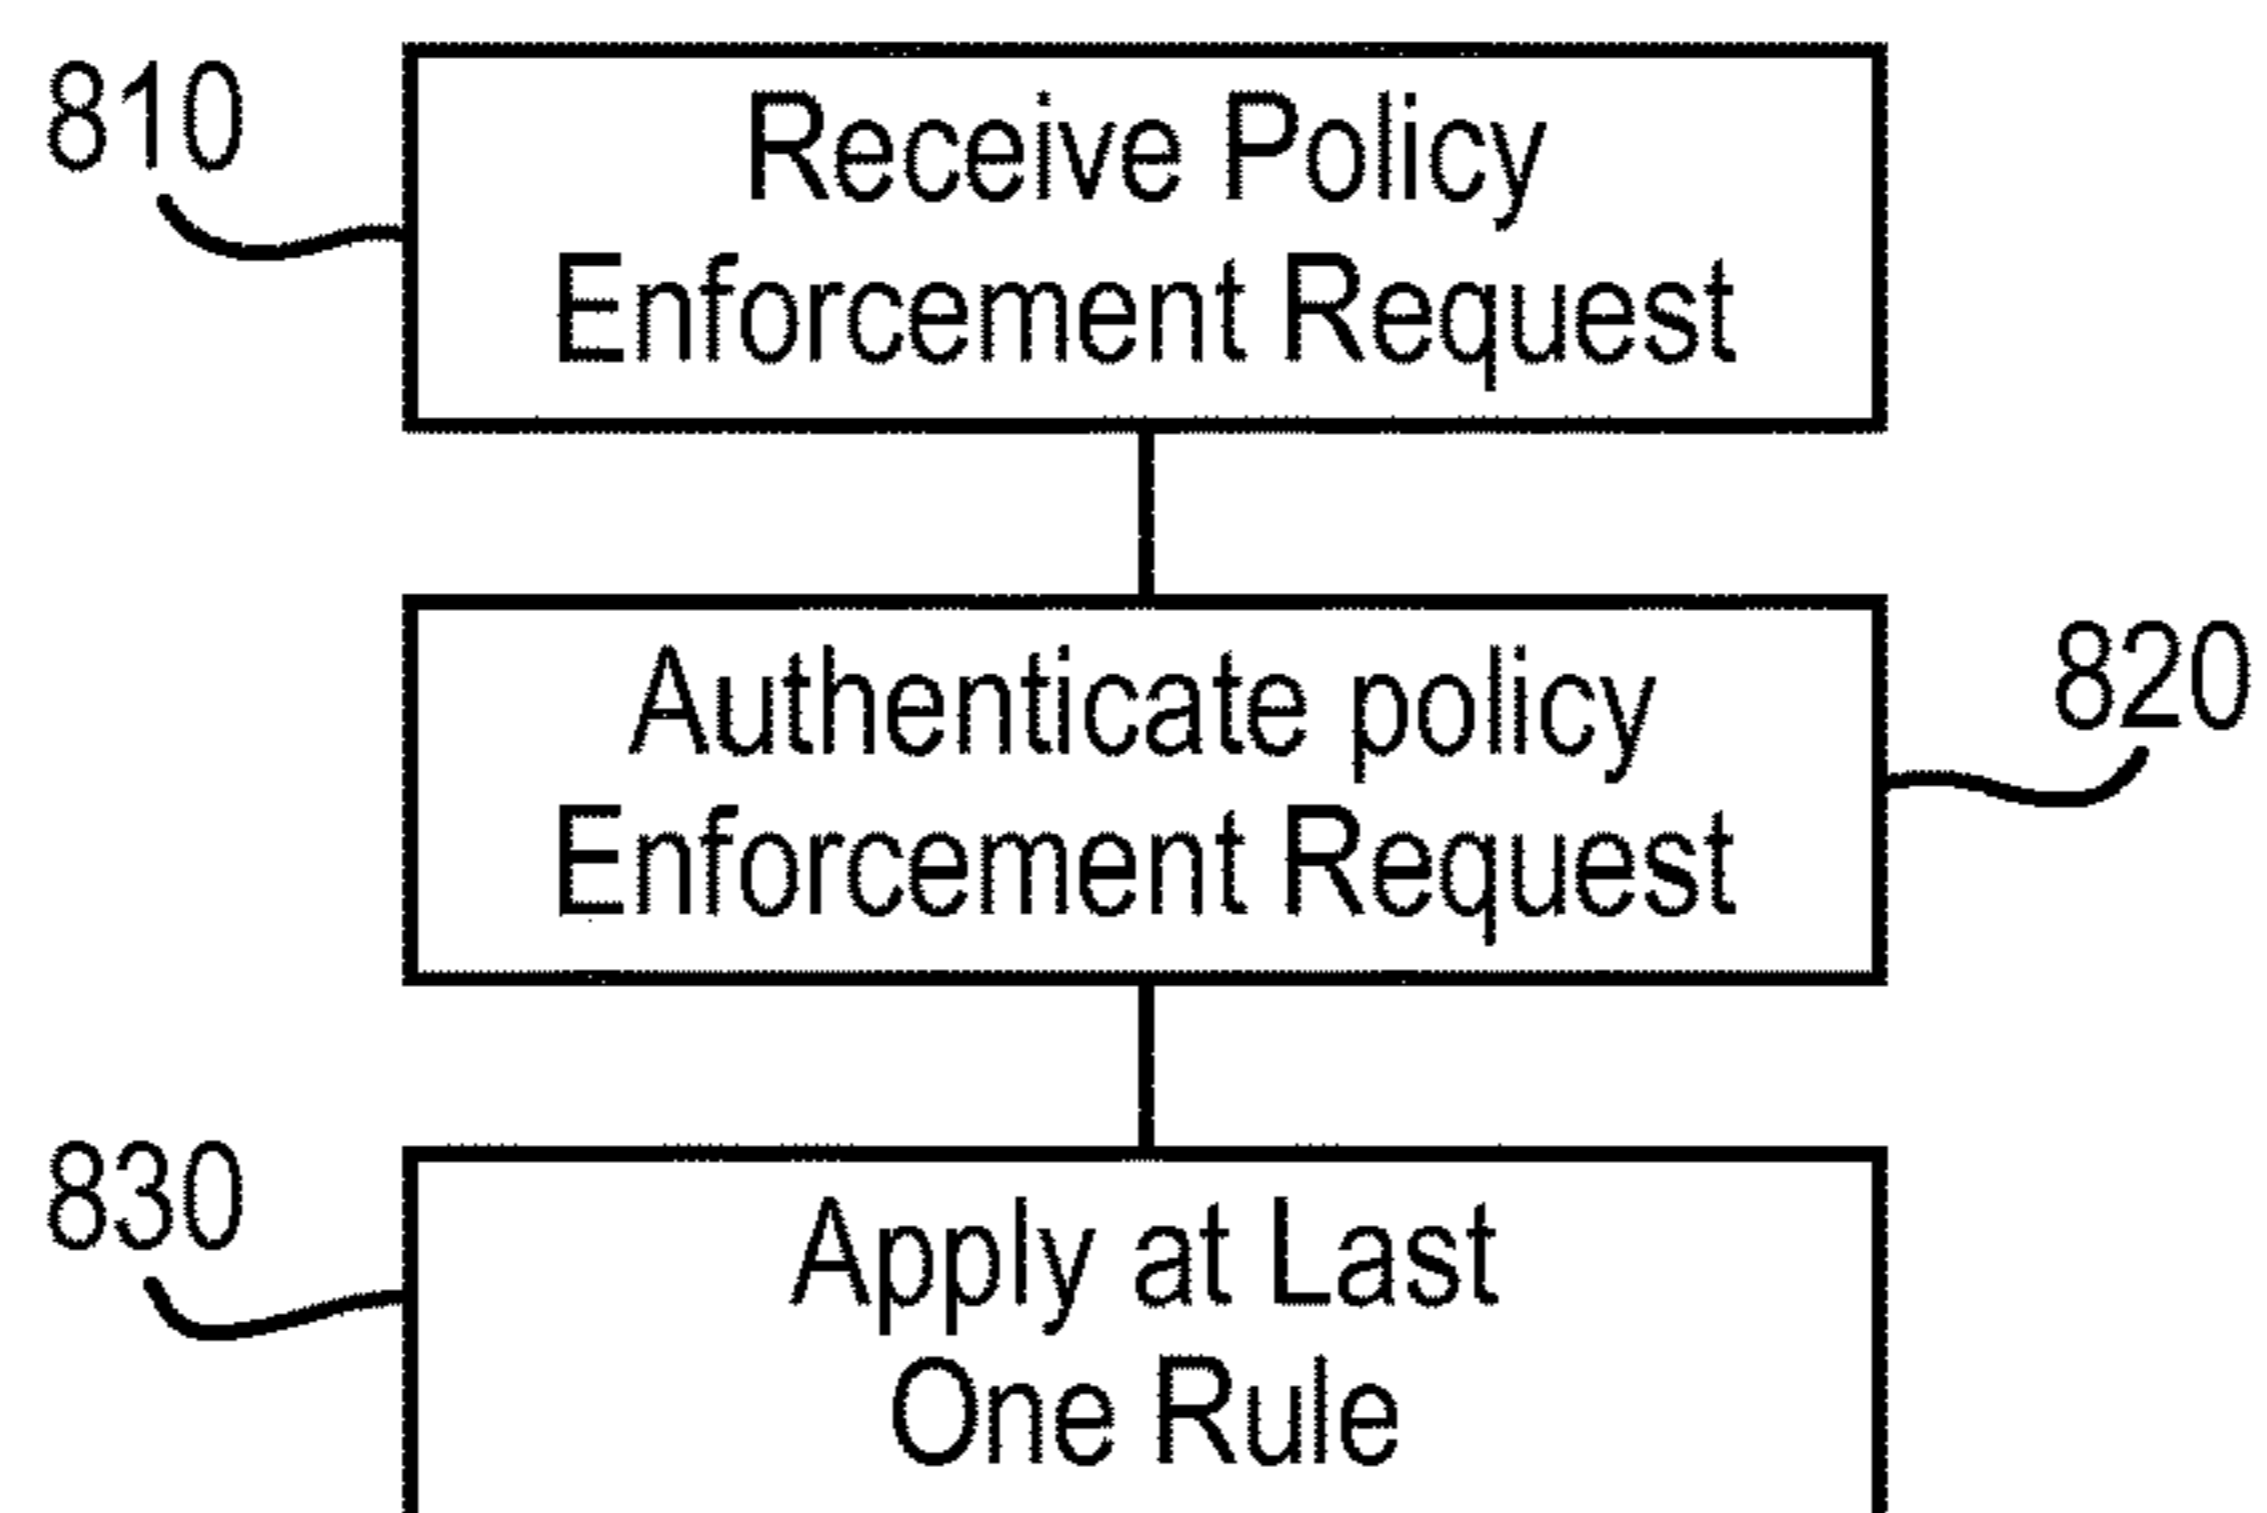 810
Receive Policy
Enforcement Request
Authenticate policy
Enforcement Request
820
830
Apply at Last
One Rule